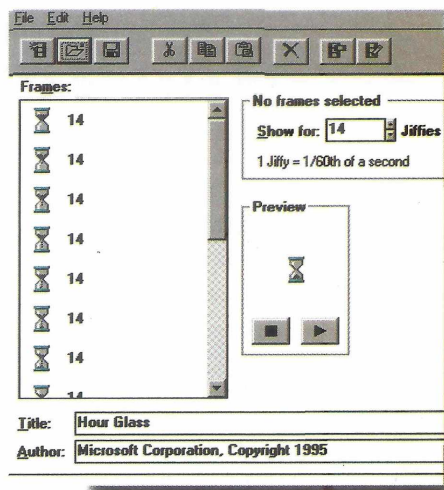 File Edit Help
Frames:
14
14
14
14
14
14
14
14
No frames selected
Show for: 14 Jiffies
1 Jiffy = 1/60th of a second
Preview
Title: Hour Glass
Author: Microsoft Corporation, Copyright 1995